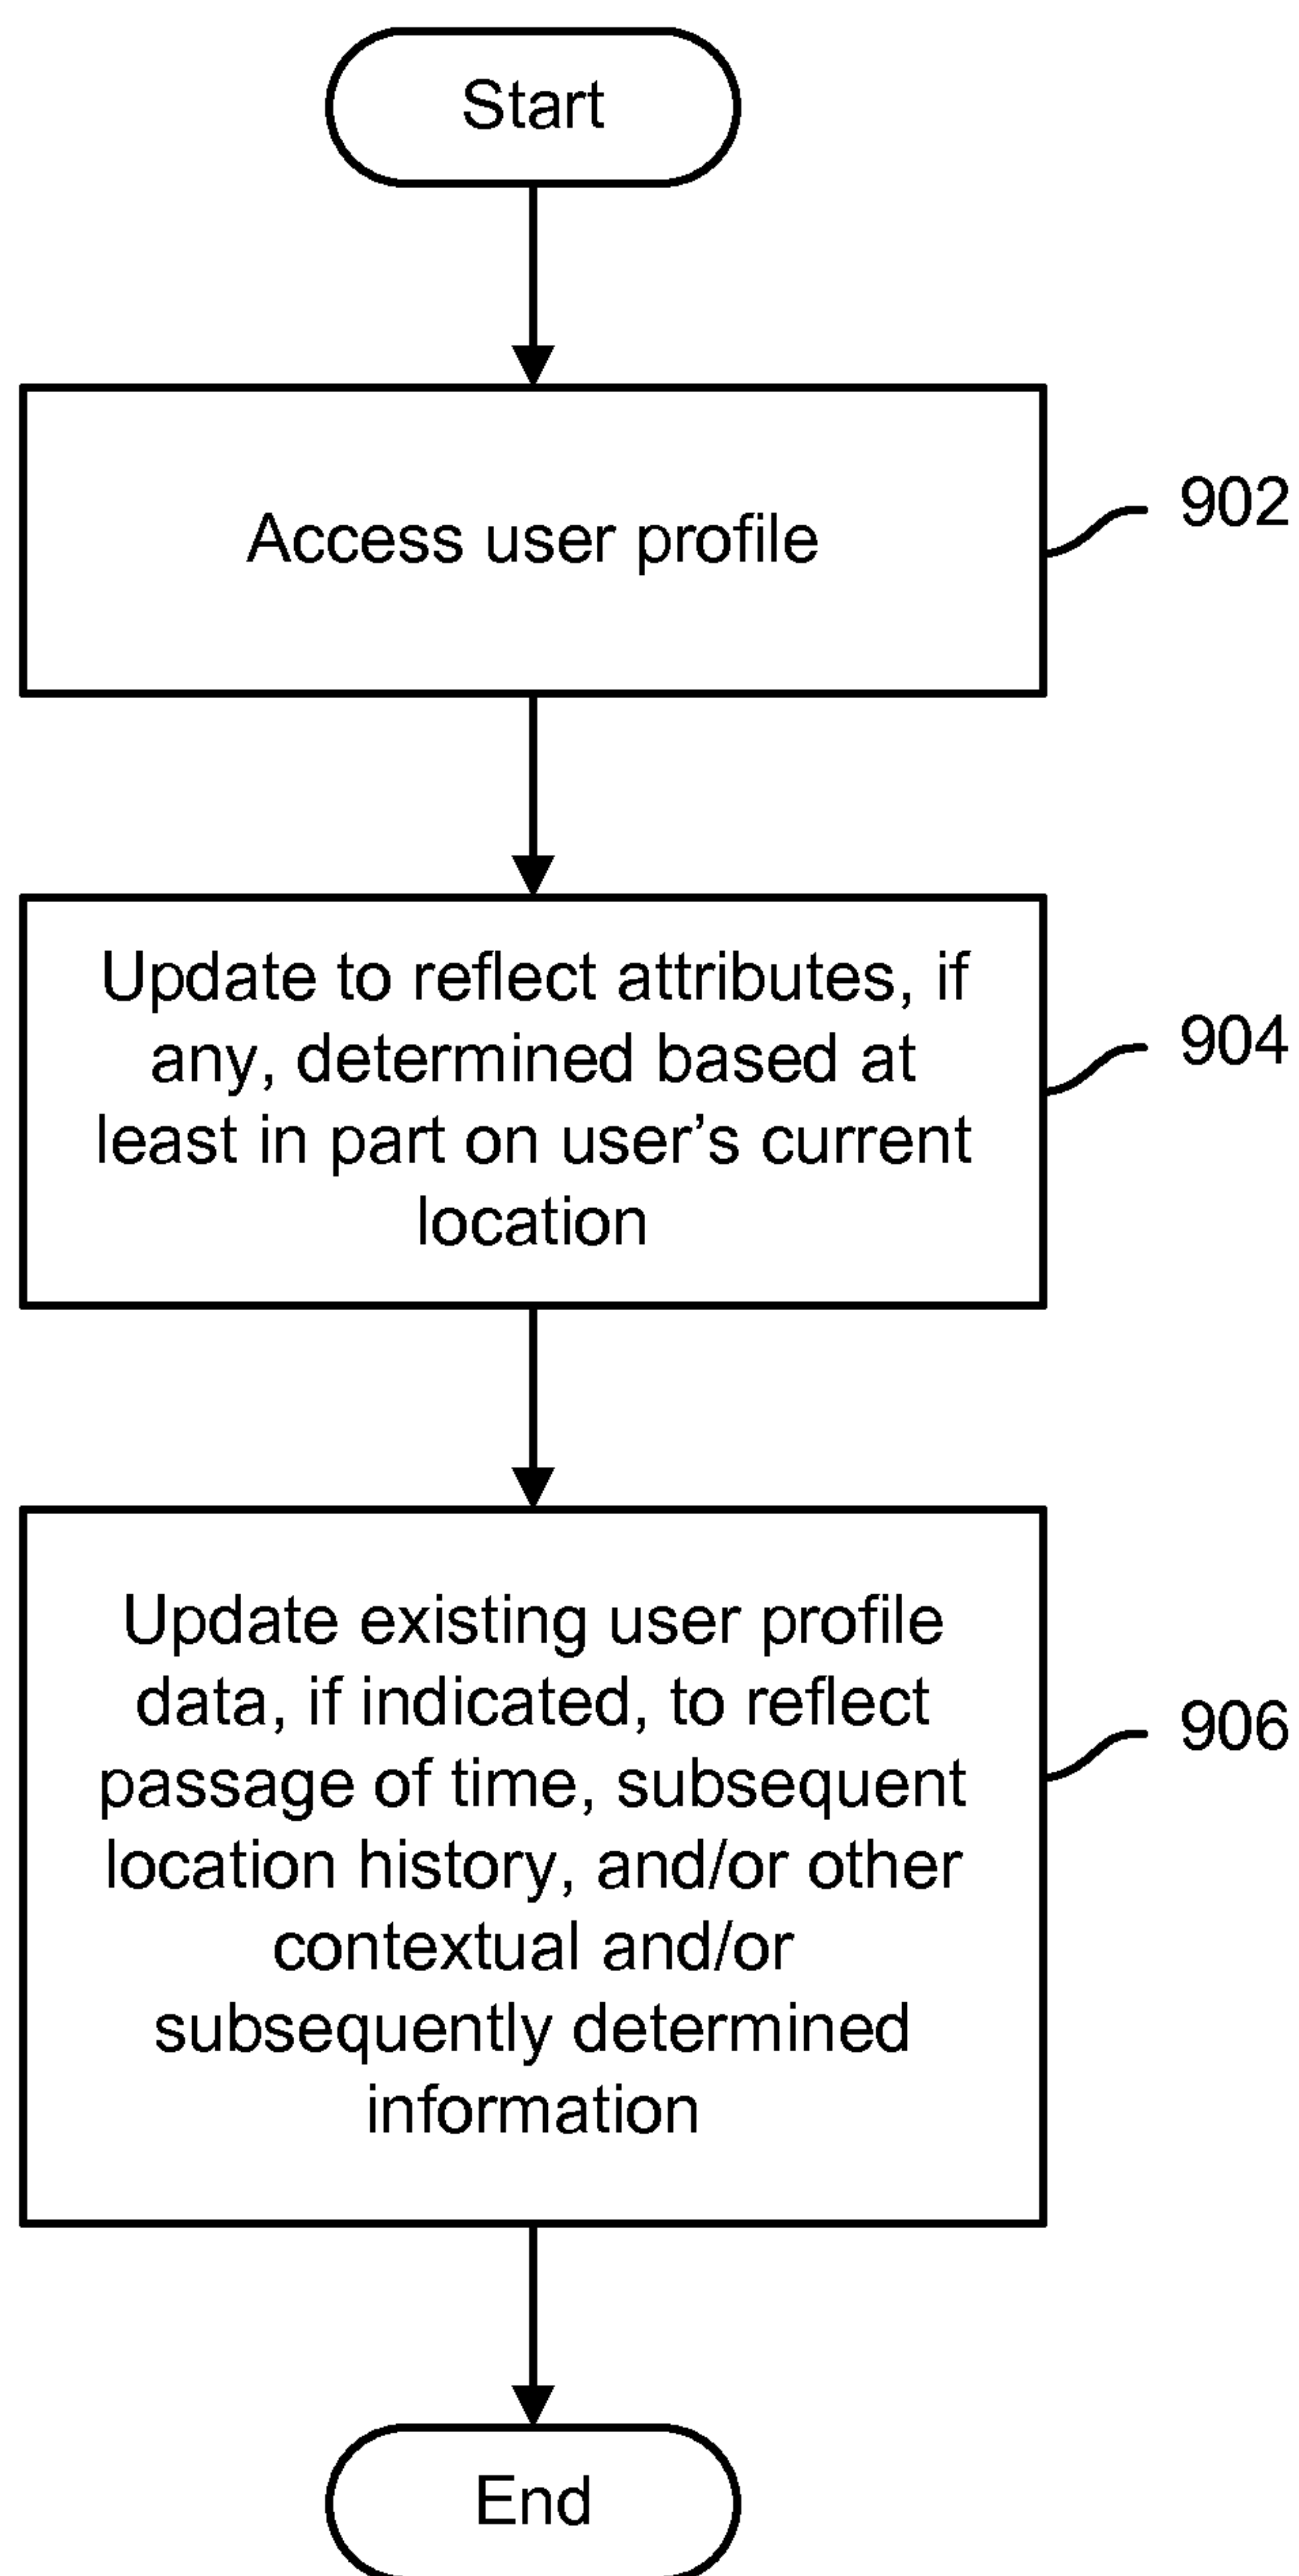 Start
Access user profile
902
Update to reflect attributes, if
any, determined based at
least in part on user's current
location
904
Update existing user profile
data, if indicated, to reflect
passage of time, subsequent
location history, and/or other
contextual and/or
subsequently determined
information
906
End